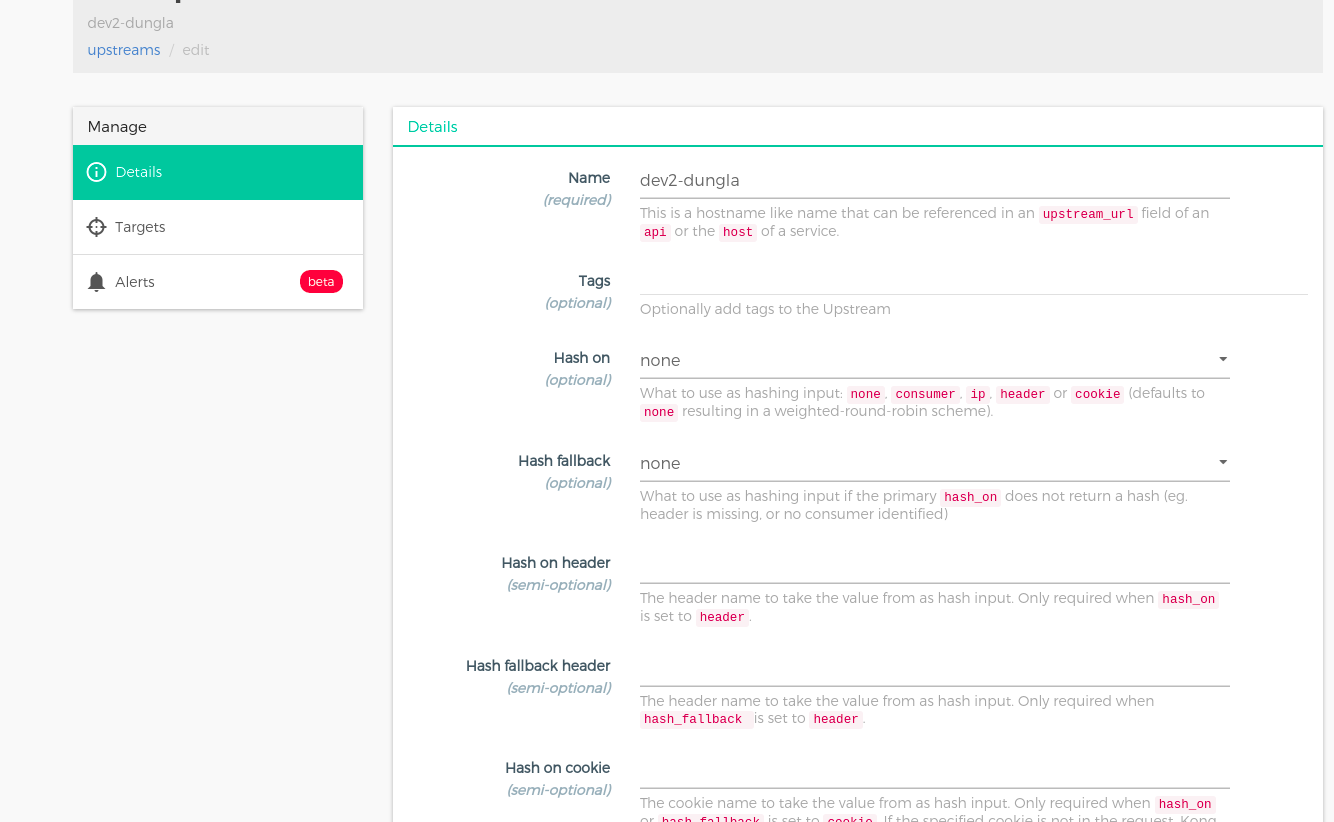 dev2-dungla
upstreams / edit
Manage
Details
Targets
Alerts beta
Details
Name
(required)
dev2-dungla
This is a hostname like name that can be referenced in an upstream_url field of an
api or the host of a service.
Tags
(optional)
Optionally add tags to the Upstream
Hash on
(optional)
none
What to use as hashing input: none, consumer, ip, header or cookie (defaults to
none resulting in a weighted-round-robin scheme).
Hash fallback
(optional)
none
What to use as hashing input if the primary hash_on does not return a hash (eg.
header is missing, or no consumer identified)
Hash on header
(semi-optional)
The header name to take the value from as hash input. Only required when hash_on
is set to header.
Hash fallback header
(semi-optional)
The header name to take the value from as hash input. Only required when
hash_fallback is set to header.
Hash on cookie
(semi-optional)
The cookie name to take the value from as hash input. Only required when hash_on
or hash_fallback is set to cookie. If the specified cookie is not in the request, Kong